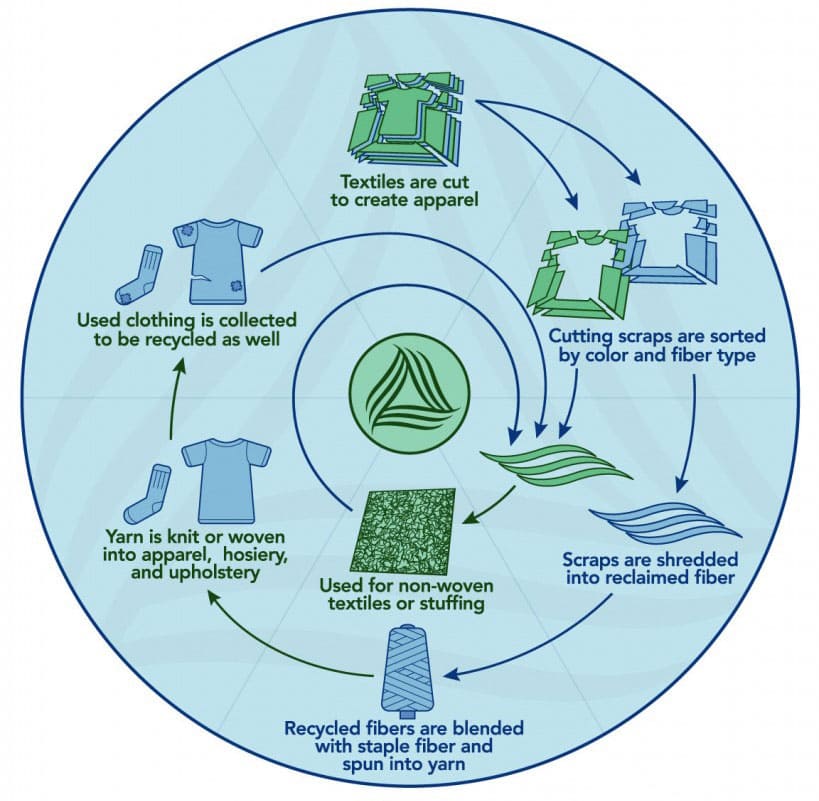 Textiles are cut
to create apparel
Cutting scraps are sorted
by color and fiber type
Scraps are shredded
into reclaimed fiber
Used for non-woven
textiles or stuffing
Recycled fibers are blended
with staple fiber and
spun into yarn
Yarn is knit or woven
into apparel, hosiery,
and upholstery
Used clothing is collected
to be recycled as well